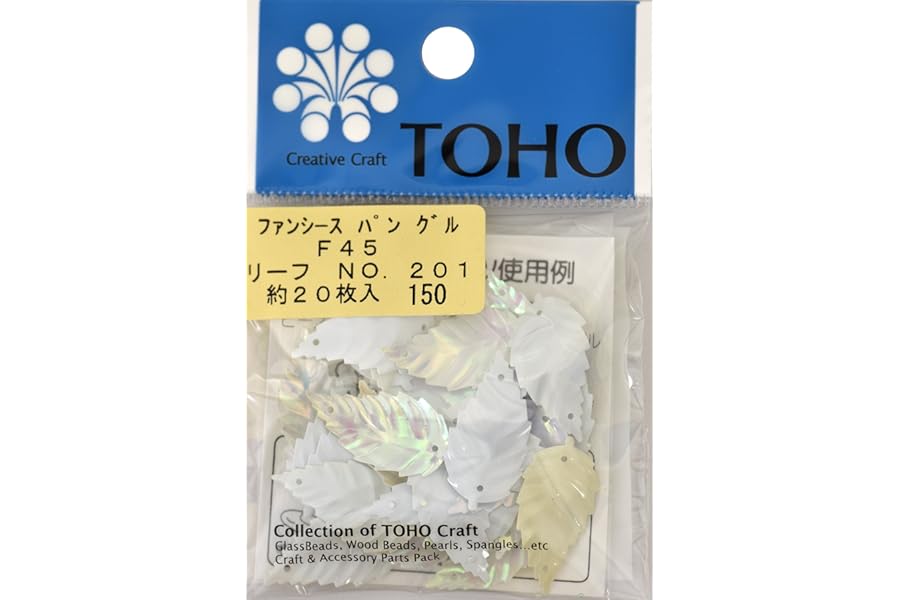 Creative Craft
TOHO
ﾌｧﾝｼｰｽ ﾊﾟﾝ ｸﾞﾙ
Ｆ４５
リーフ　ＮＯ．２０１
約２０枚入　150
使用例
ル
Collection of TOHO Craft
GlassBeads, Wood Beads, Pearls, Spangles...etc
Craft & Accessory Parts Pack